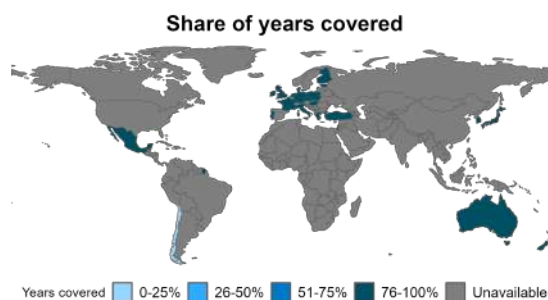 Share of years covered
Years covered 0-25% 26-50% 51-75% 76-100% Unavailable